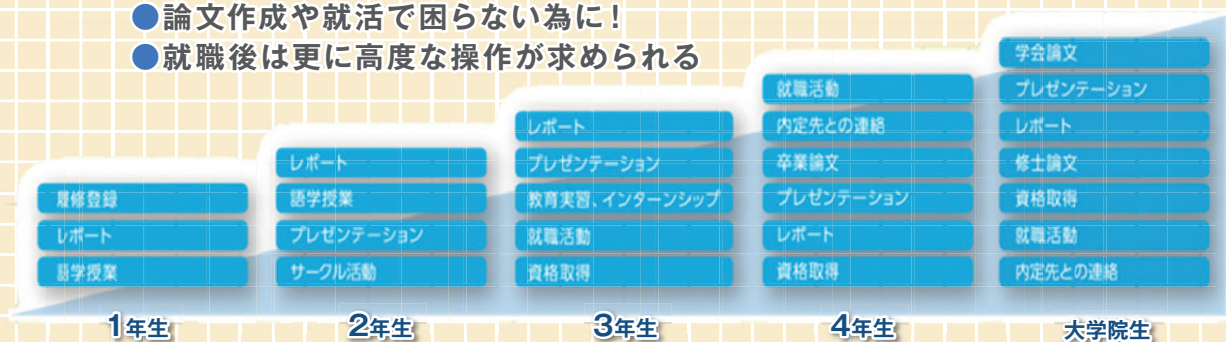 ●論文作成や就活で困らない為に!
●就職後は更に高度な操作が求められる
履修登録
レポート
語学授業
1年生
レポート
語学授業
プレゼンテーション
サークル活動
2年生
レポート
プレゼンテーション
教育実習、インターンシップ
就職活動
資格取得
3年生
就職活動
内定先との連絡
卒業論文
プレゼンテーション
レポート
資格取得
4年生
学会論文
プレゼンテーション
レポート
修士論文
資格取得
就職活動
内定先との連絡
大学院生